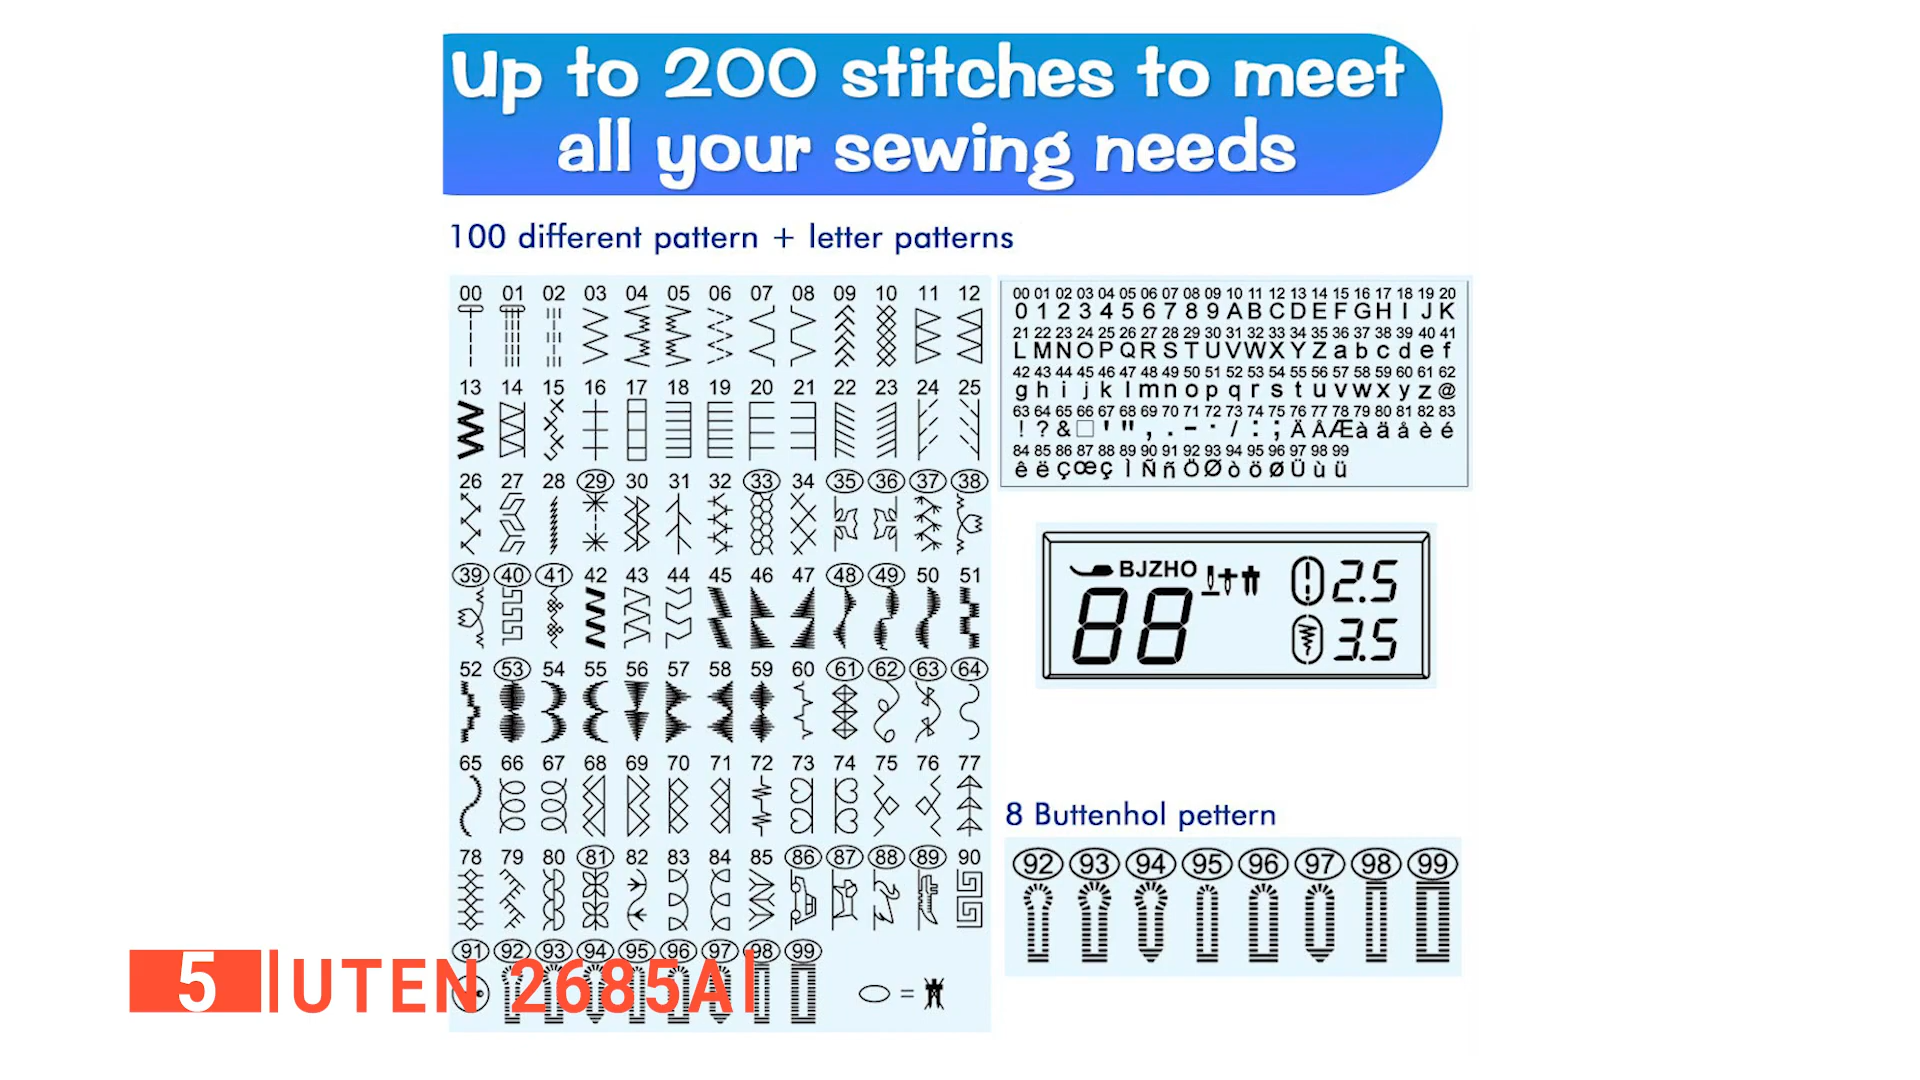 Up to 200 stitches to meet
all your sewing needs
100 different pattern + letter patterns
00 01 02 03 04 05 06 07 08 09 10 11 12
13 14 15 16 17 18 19 20 21 22 23 24 25
26 27 28 29 30 31 32 33 34 35 36 37 38
39 40 41 42 43 44 45 46 47 48 49 50 51
52 53 54 55 56 57 58 59 60 61 62 63 64
65 66 67 68 69 70 71 72 73 74 75 76 77
78 79 80 81 82 83 84 85 86 87 88 89 90
91 92 93 94 95 96 97 98 99
=
00 01 02 03 04 05 06 07 08 09 10 11 12 13 14 15 16 17 18 19 20
0 1 2 3 4 5 6 7 8 9 A B C D E F G H I J K
21 22 23 24 25 26 27 28 29 30 31 32 33 34 35 36 37 38 39 40 41
L M N O P Q R S T U V W X Y Z a b c d e f
42 43 44 45 46 47 48 49 50 51 52 53 54 55 56 57 58 59 60 61 62
g h i j k l m n o p q r s t u v w x y z @
63 64 65 66 67 68 69 70 71 72 73 74 75 76 77 78 79 80 81 82 83
! ? & □ ' " , . - · / : ; Ä Å Æ à ä å è é
84 85 86 87 88 89 90 91 92 93 94 95 96 97 98 99
ê ë Ç œ ç ì Ñ ñ Ö Ø ò ö ø Ü ù ü
BJZHO
88
2.5
3.5
8 Buttenhol pettern
92 93 94 95 96 97 98 99
5 UTEN 2685A